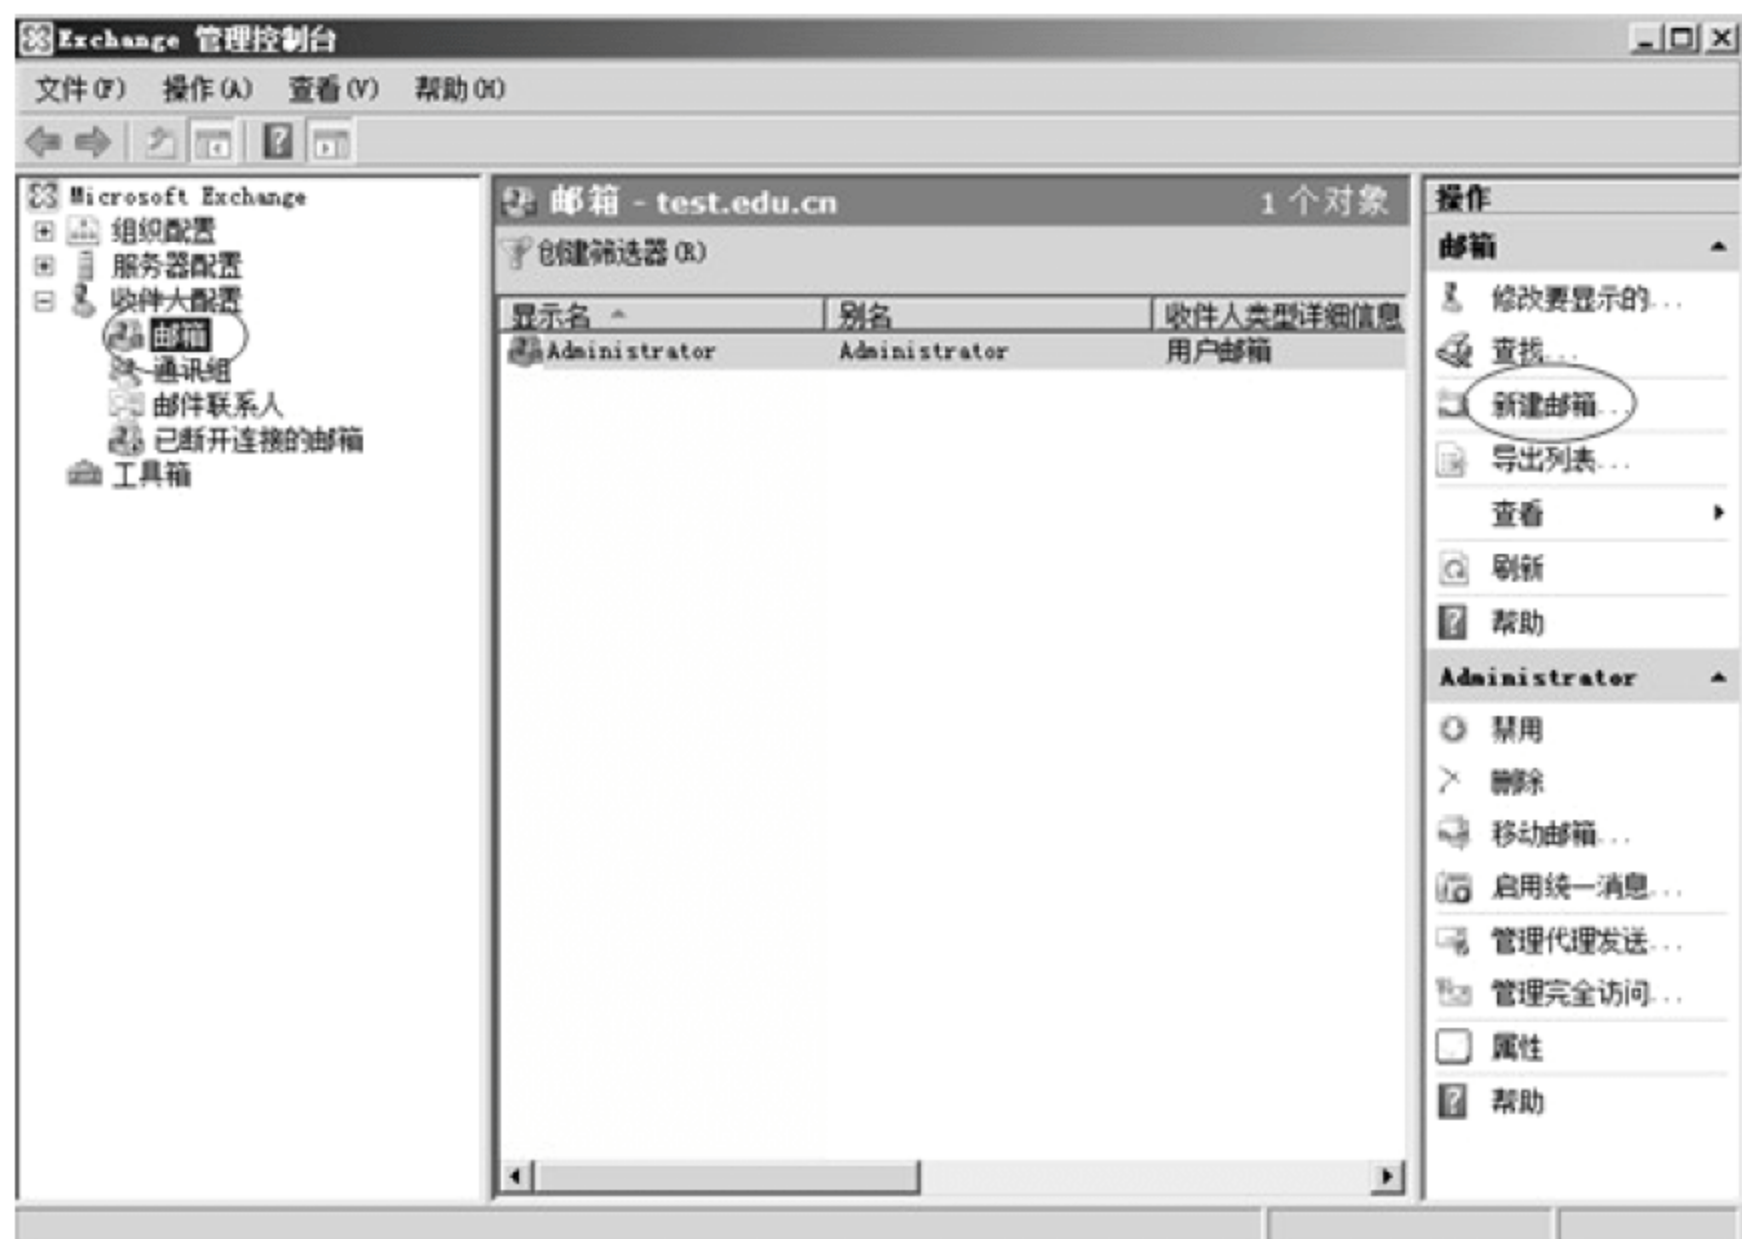 Exchange 管理控制台
文件(F) 操作(A) 查看(V) 帮助(H)
Microsoft Exchange
组织配置
服务器配置
收件人配置
邮箱
通讯组
邮件联系人
已断开连接的邮箱
工具箱
邮箱 - test.edu.cn 1 个对象
创建筛选器(R)
显示名 别名 收件人类型详细信息
Administrator Administrator 用户邮箱
操作
邮箱
修改要显示的...
查找...
新建邮箱...
导出列表...
查看
刷新
帮助
Administrator
禁用
删除
移动邮箱...
启用统一消息...
管理代理发送...
管理完全访问...
属性
帮助